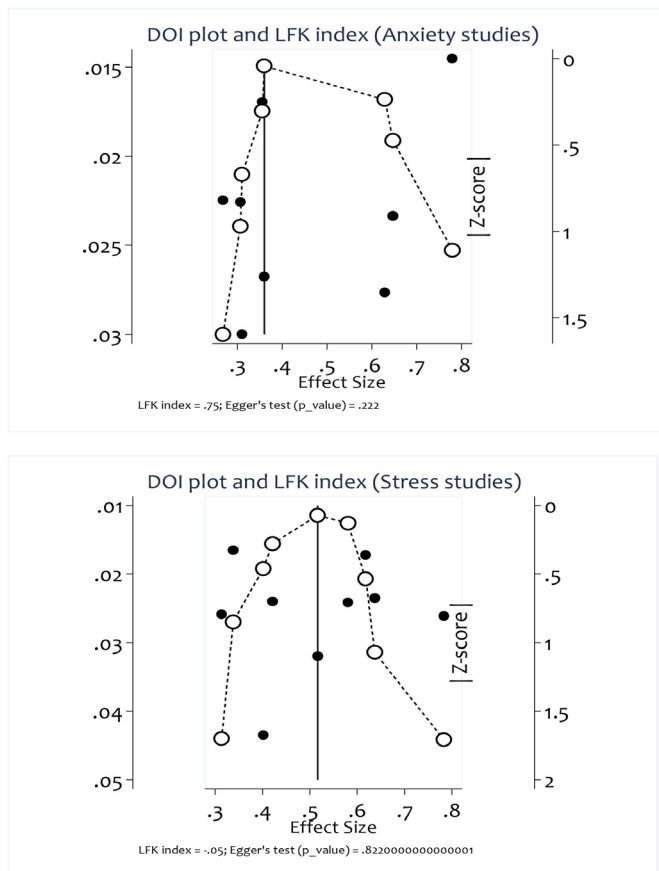 DOI plot and LFK index (Anxiety studies)
.015
.02
.025
.03
0
.5
1
1.5
|Z-score|
.3 .4 .5 .6 .7 .8
Effect Size
LFK index = .75; Egger's test (p_value) = .222
DOI plot and LFK index (Stress studies)
.01
.02
.03
.04
.05
0
.5
1
1.5
2
|Z-score|
.3 .4 .5 .6 .7 .8
Effect Size
LFK index = -.05; Egger's test (p_value) = .8220000000000001